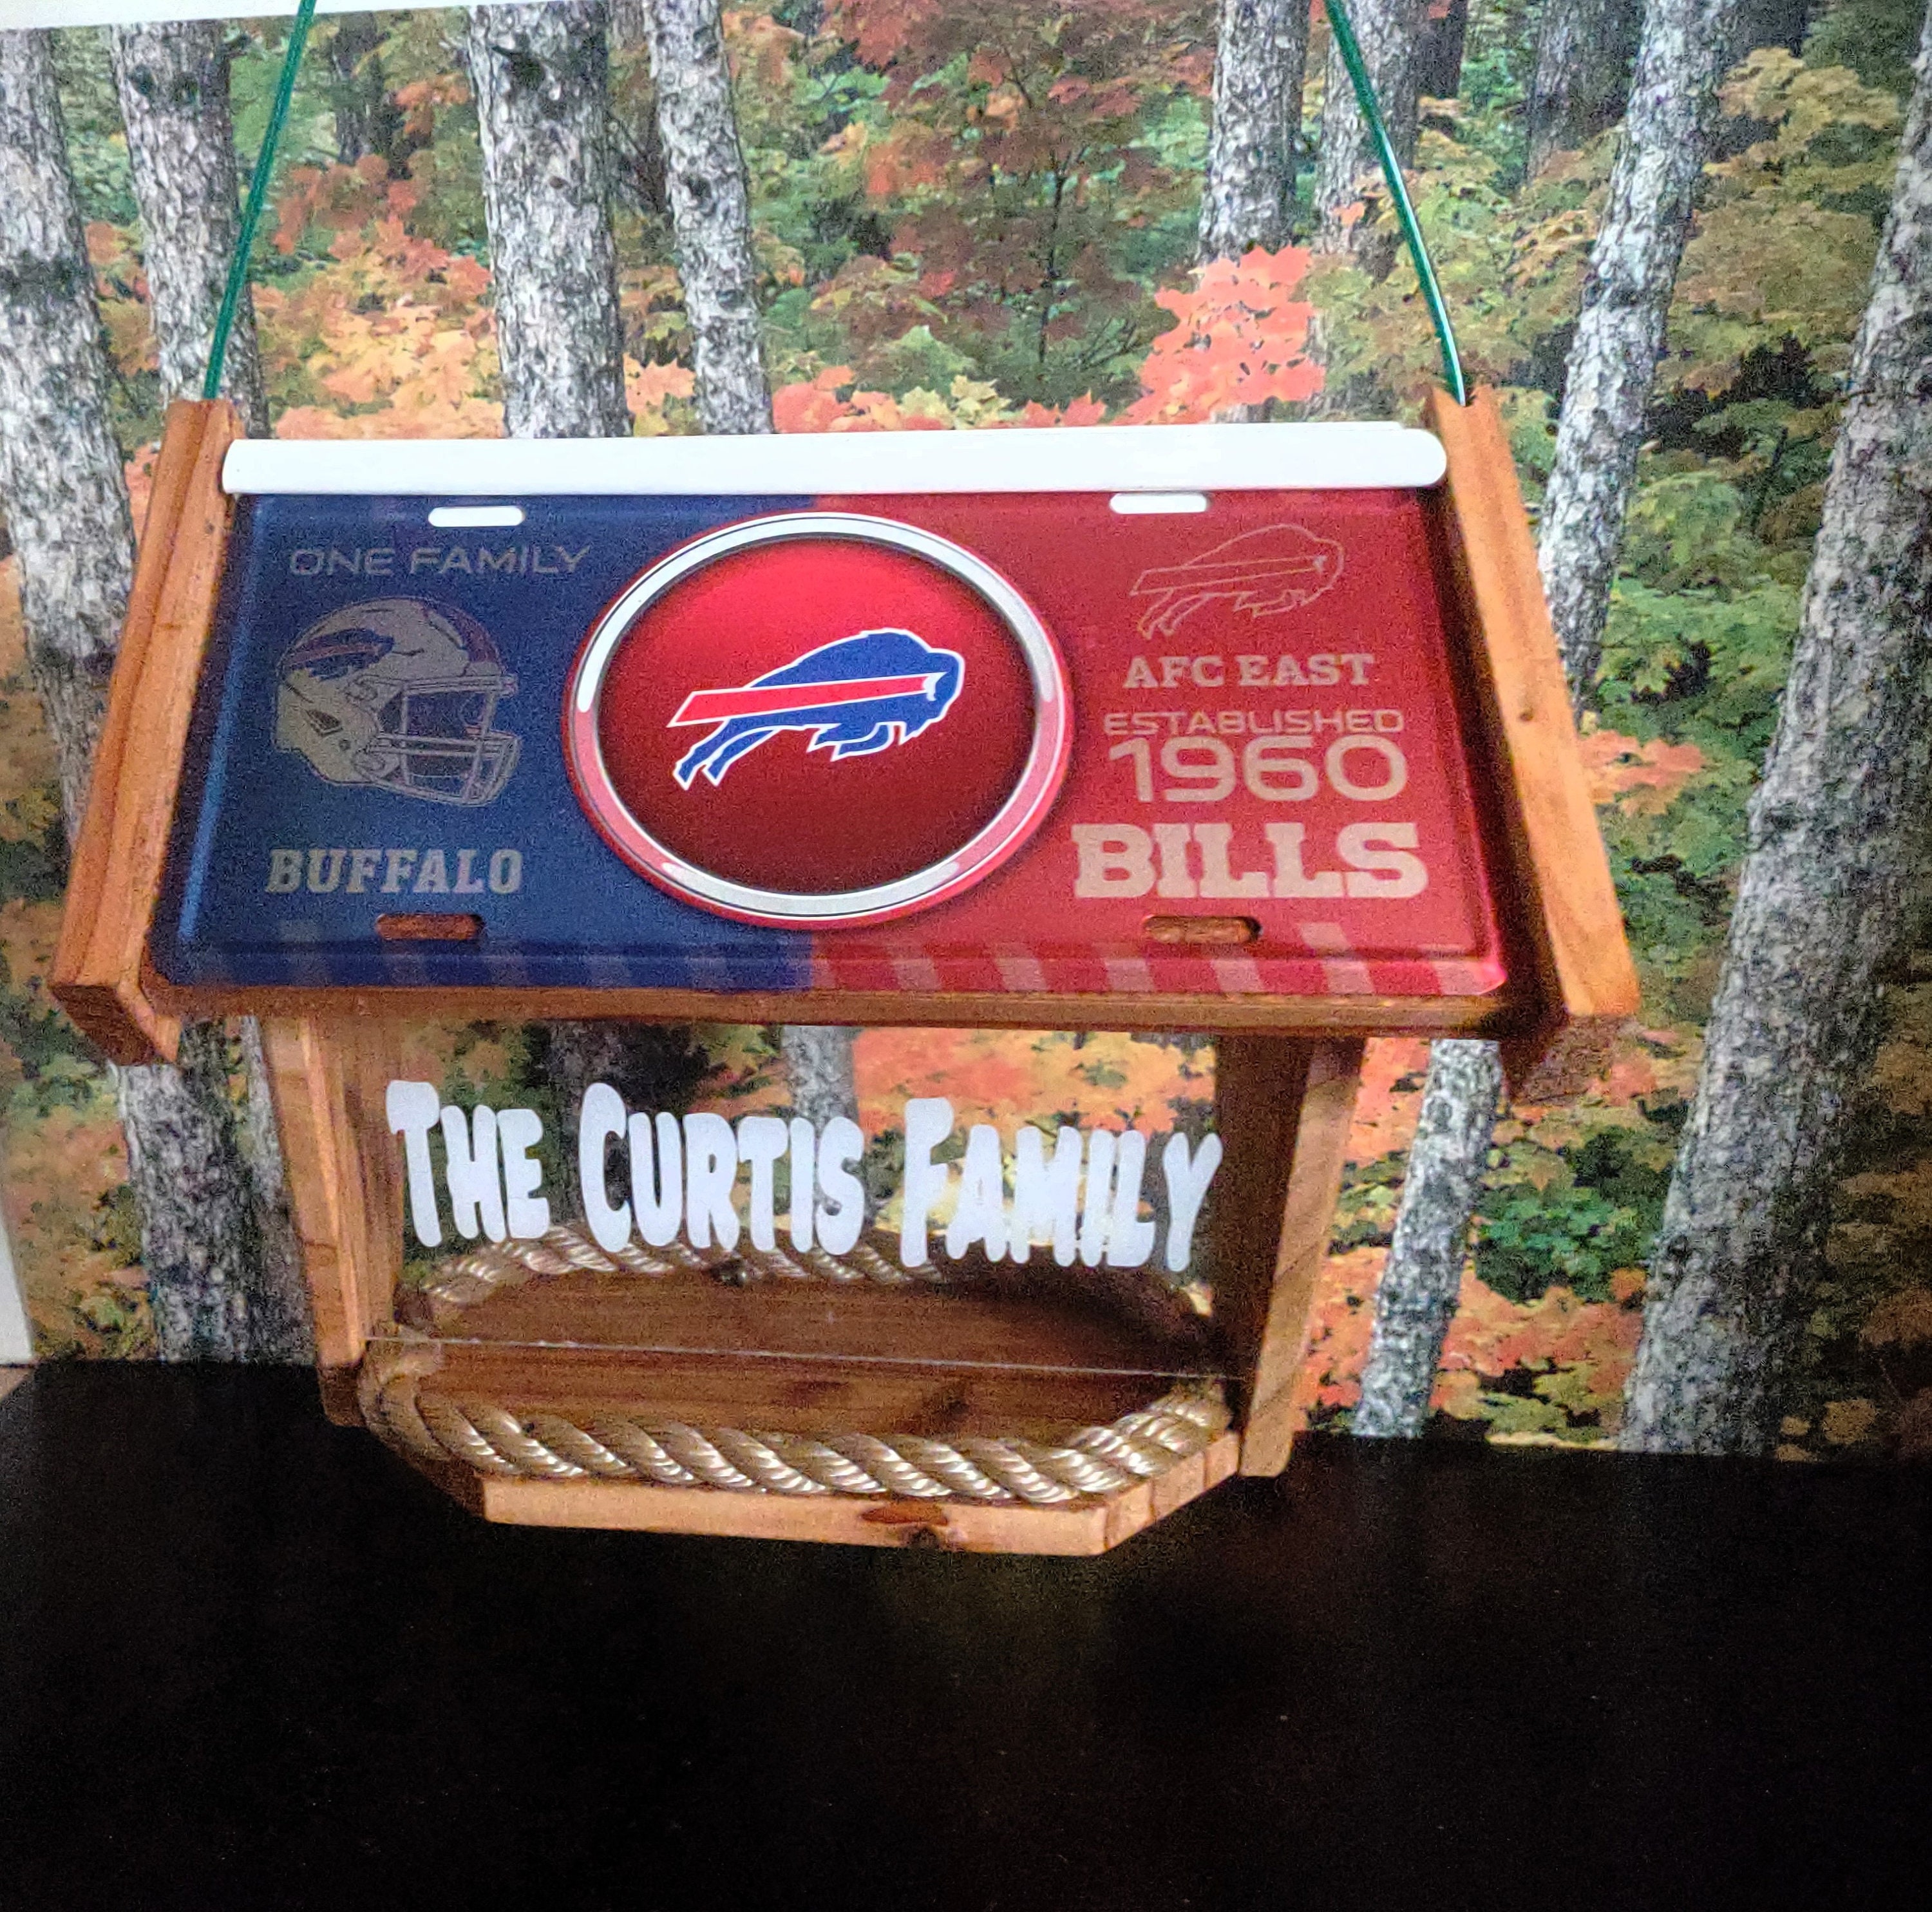 ONE FAMILY
BUFFALO
AFC EAST
ESTABLISHED
1960
BILLS
THE CURTIS FAMILY